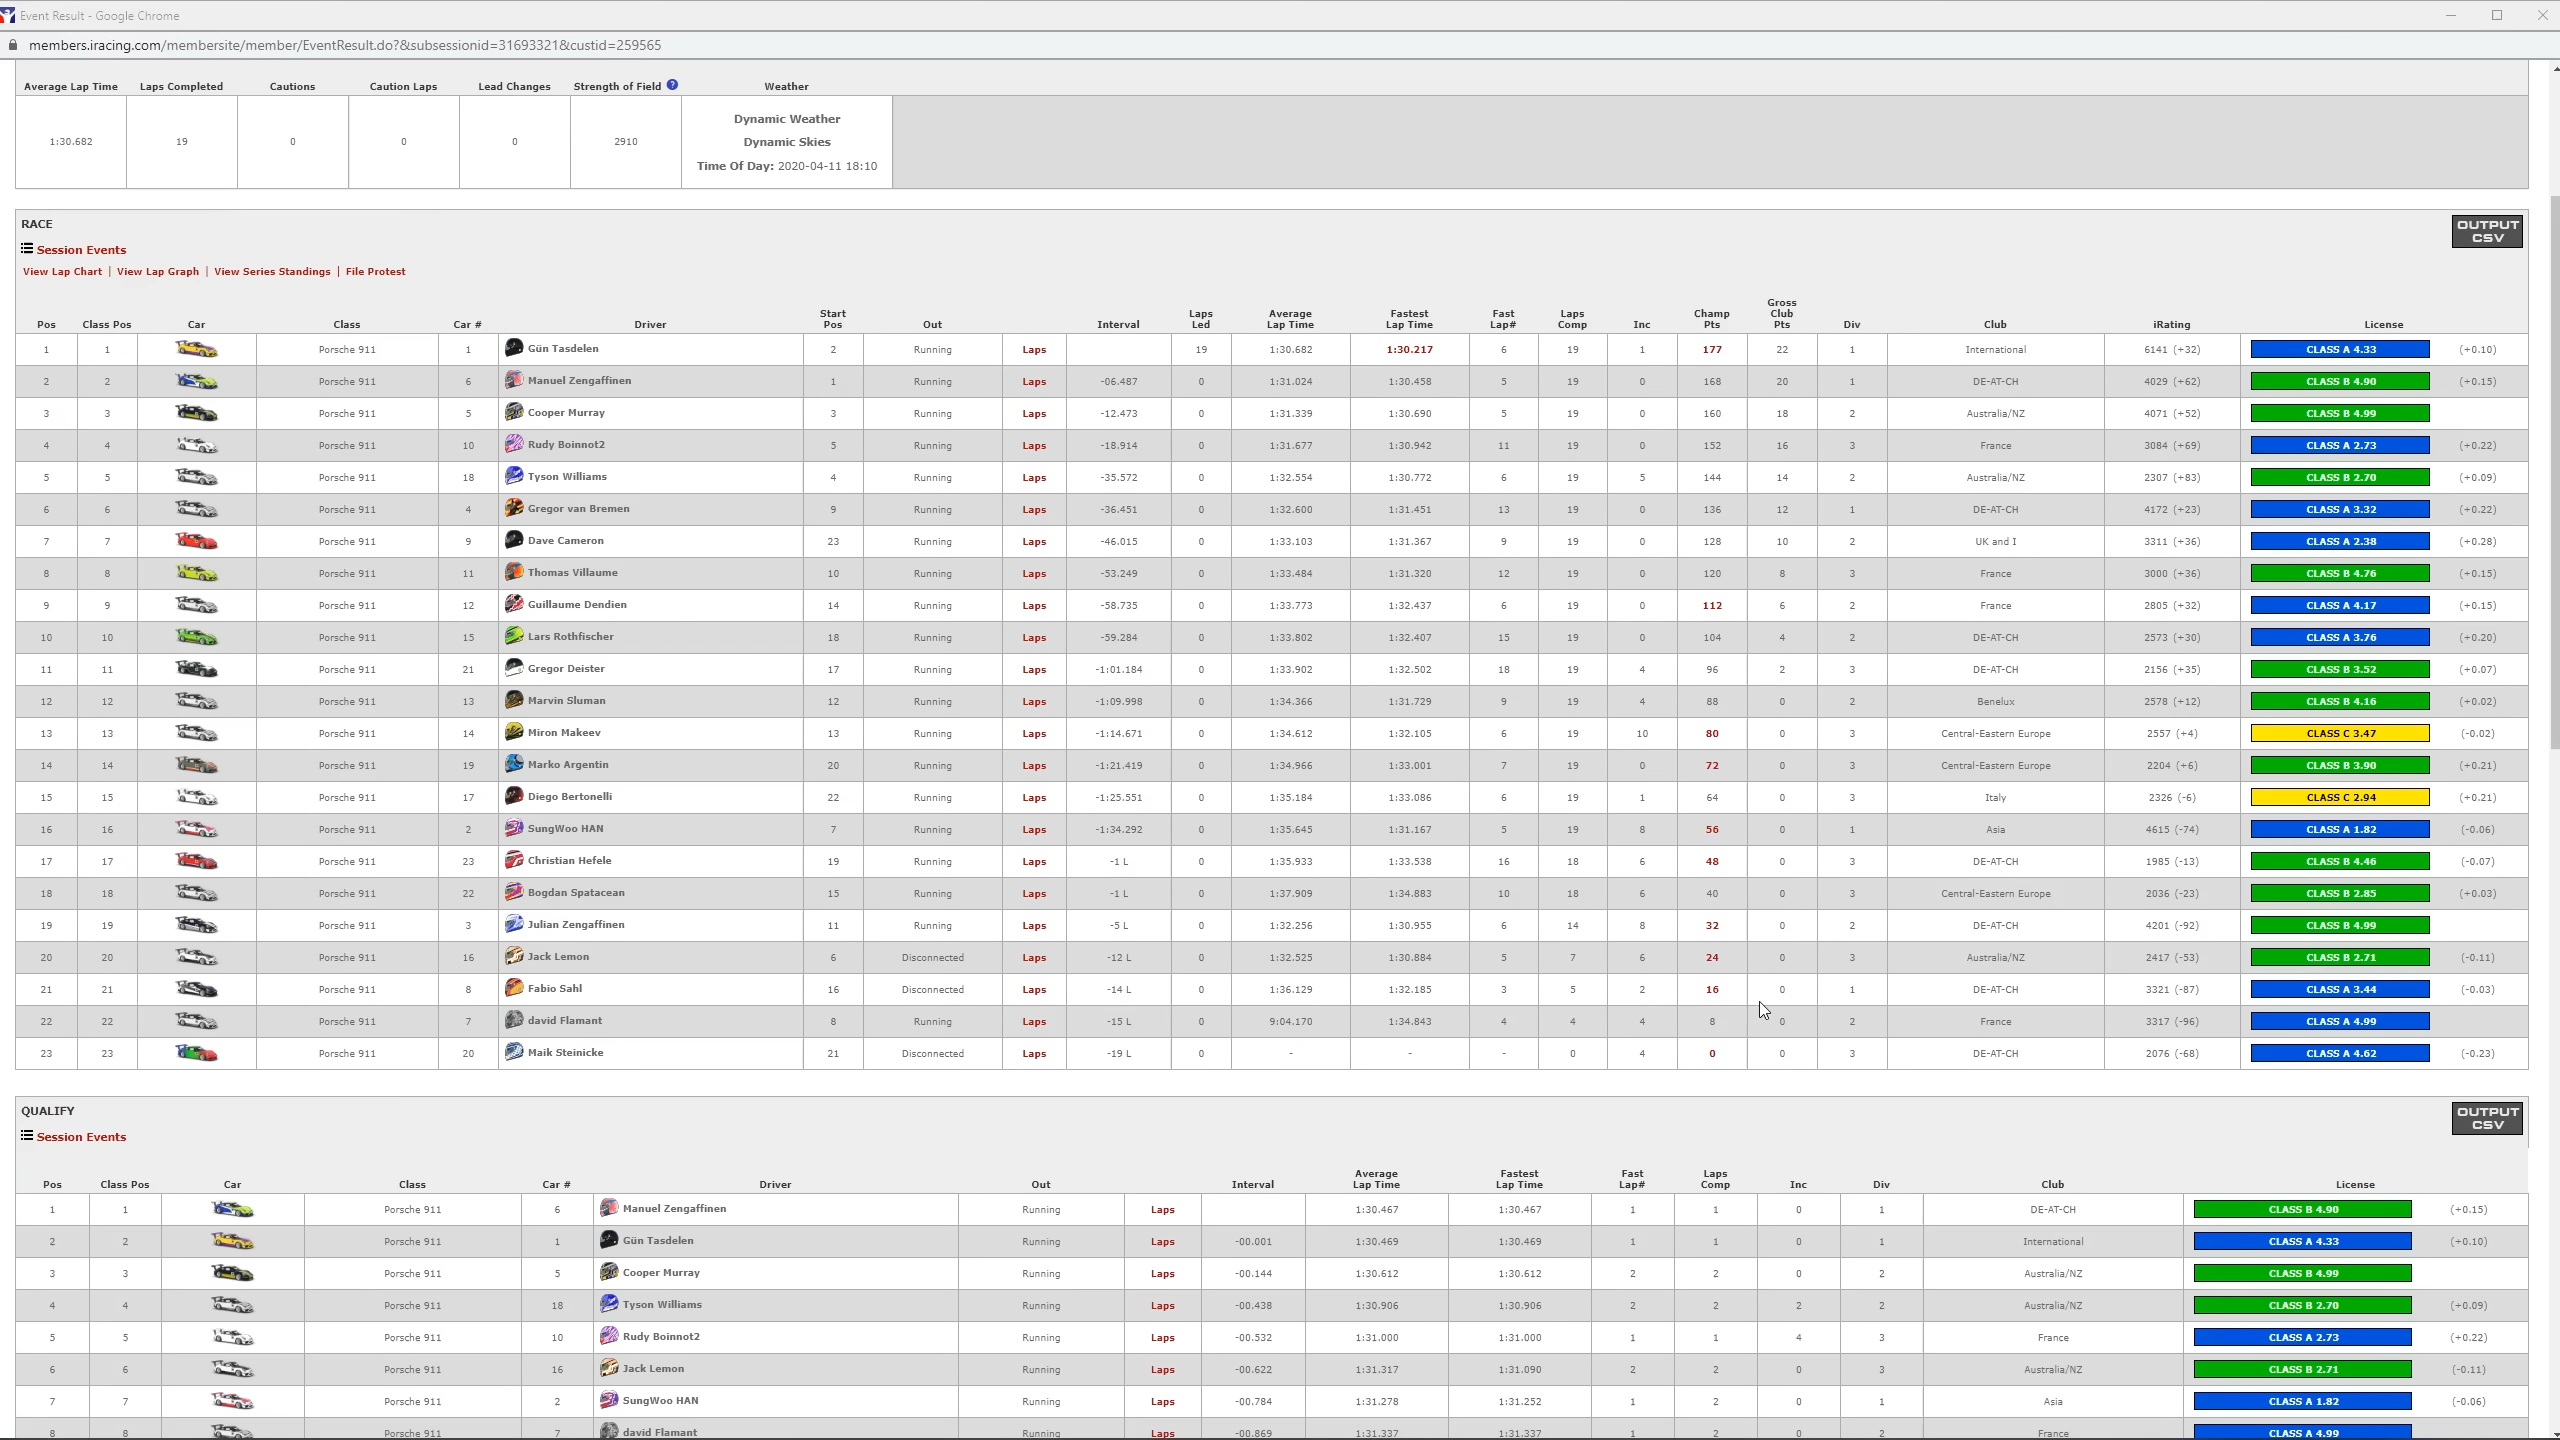 Event Result - Google Chrome
members.iracing.com/membersite/member/EventResult.do?&subsessionid=31693321&custid=259565
Average Lap Time Laps Completed Cautions Caution Laps Lead Changes Strength of Field ? Weather
1:30.682 19 0 0 0 2910 Dynamic Weather
Dynamic Skies
Time Of Day: 2020-04-11 18:10
RACE
OUTPUT CSV
Session Events
View Lap Chart | View Lap Graph | View Series Standings | File Protest
Pos Class Pos Car Class Car # Driver Start Pos Out Interval Laps Led Average Lap Time Fastest Lap Time Fast Lap# Laps Comp Inc Champ Pts Gross Club Pts Div Club iRating License
1 1 Porsche 911 1 Gün Tasdelen 2 Running Laps 19 1:30.682 1:30.217 6 19 1 177 22 1 International 6141 (+32) CLASS A 4.33 (+0.10)
2 2 Porsche 911 6 Manuel Zengaffinen 1 Running Laps -06.487 0 1:31.024 1:30.458 5 19 0 168 20 1 DE-AT-CH 4029 (+62) CLASS B 4.90 (+0.15)
3 3 Porsche 911 5 Cooper Murray 3 Running Laps -12.473 0 1:31.339 1:30.690 5 19 0 160 18 2 Australia/NZ 4071 (+52) CLASS B 4.99
4 4 Porsche 911 10 Rudy Boinnot2 5 Running Laps -18.914 0 1:31.677 1:30.942 11 19 0 152 16 3 France 3084 (+69) CLASS A 2.73 (+0.22)
5 5 Porsche 911 18 Tyson Williams 4 Running Laps -35.572 0 1:32.554 1:30.772 6 19 5 144 14 2 Australia/NZ 2307 (+83) CLASS B 2.70 (+0.09)
6 6 Porsche 911 4 Gregor van Bremen 9 Running Laps -36.451 0 1:32.600 1:31.451 13 19 0 136 12 1 DE-AT-CH 4172 (+23) CLASS A 3.32 (+0.22)
7 7 Porsche 911 9 Dave Cameron 23 Running Laps -46.015 0 1:33.103 1:31.367 9 19 0 128 10 2 UK and I 3311 (+36) CLASS A 2.38 (+0.28)
8 8 Porsche 911 11 Thomas Villaume 10 Running Laps -53.249 0 1:33.484 1:31.320 12 19 0 120 8 3 France 3000 (+36) CLASS B 4.76 (+0.15)
9 9 Porsche 911 12 Guillaume Dendien 14 Running Laps -58.735 0 1:33.773 1:32.437 6 19 0 112 6 2 France 2805 (+32) CLASS A 4.17 (+0.15)
10 10 Porsche 911 15 Lars Rothfischer 18 Running Laps -59.284 0 1:33.802 1:32.407 15 19 0 104 4 2 DE-AT-CH 2573 (+30) CLASS A 3.76 (+0.20)
11 11 Porsche 911 21 Gregor Deister 17 Running Laps -1:01.184 0 1:33.902 1:32.502 18 19 4 96 2 3 DE-AT-CH 2156 (+35) CLASS B 3.52 (+0.07)
12 12 Porsche 911 13 Marvin Sluman 12 Running Laps -1:09.998 0 1:34.366 1:31.729 9 19 4 88 0 2 Benelux 2578 (+12) CLASS B 4.16 (+0.02)
13 13 Porsche 911 14 Miron Makeev 13 Running Laps -1:14.671 0 1:34.612 1:32.105 6 19 10 80 0 3 Central-Eastern Europe 2557 (+4) CLASS C 3.47 (-0.02)
14 14 Porsche 911 19 Marko Argentin 20 Running Laps -1:21.419 0 1:34.966 1:33.001 7 19 0 72 0 3 Central-Eastern Europe 2204 (+6) CLASS B 3.90 (+0.21)
15 15 Porsche 911 17 Diego Bertonelli 22 Running Laps -1:25.551 0 1:35.184 1:33.086 6 19 1 64 0 3 Italy 2326 (-6) CLASS C 2.94 (+0.21)
16 16 Porsche 911 2 SungWoo HAN 7 Running Laps -1:34.292 0 1:35.645 1:31.167 5 19 8 56 0 1 Asia 4615 (-74) CLASS A 1.82 (-0.06)
17 17 Porsche 911 23 Christian Hefele 19 Running Laps -1 L 0 1:35.933 1:33.538 16 18 6 48 0 3 DE-AT-CH 1985 (-13) CLASS B 4.46 (-0.07)
18 18 Porsche 911 22 Bogdan Spatacean 15 Running Laps -1 L 0 1:37.909 1:34.883 10 18 6 40 0 3 Central-Eastern Europe 2036 (-23) CLASS B 2.85 (+0.03)
19 19 Porsche 911 3 Julian Zengaffinen 11 Running Laps -5 L 0 1:32.256 1:30.955 6 14 8 32 0 2 DE-AT-CH 4201 (-92) CLASS B 4.99
20 20 Porsche 911 16 Jack Lemon 6 Disconnected Laps -12 L 0 1:32.525 1:30.884 5 7 6 24 0 3 Australia/NZ 2417 (-53) CLASS B 2.71 (-0.11)
21 21 Porsche 911 8 Fabio Sahl 16 Disconnected Laps -14 L 0 1:36.129 1:32.185 3 5 2 16 0 1 DE-AT-CH 3321 (-87) CLASS A 3.44 (-0.03)
22 22 Porsche 911 7 david Flamant 8 Running Laps -15 L 0 9:04.170 1:34.843 4 4 4 8 0 2 France 3317 (-96) CLASS A 4.99
23 23 Porsche 911 20 Maik Steinicke 21 Disconnected Laps -19 L 0 - - - 0 4 0 0 3 DE-AT-CH 2076 (-68) CLASS A 4.62 (-0.23)
QUALIFY
OUTPUT CSV
Session Events
Pos Class Pos Car Class Car # Driver Out Interval Average Lap Time Fastest Lap Time Fast Lap# Laps Comp Inc Div Club License
1 1 Porsche 911 6 Manuel Zengaffinen Running Laps 1:30.467 1:30.467 1 1 0 1 DE-AT-CH CLASS B 4.90 (+0.15)
2 2 Porsche 911 1 Gün Tasdelen Running Laps -00.001 1:30.469 1:30.469 1 1 0 1 International CLASS A 4.33 (+0.10)
3 3 Porsche 911 5 Cooper Murray Running Laps -00.144 1:30.612 1:30.612 2 2 0 2 Australia/NZ CLASS B 4.99
4 4 Porsche 911 18 Tyson Williams Running Laps -00.438 1:30.906 1:30.906 2 2 2 2 Australia/NZ CLASS B 2.70 (+0.09)
5 5 Porsche 911 10 Rudy Boinnot2 Running Laps -00.532 1:31.000 1:31.000 1 1 4 3 France CLASS A 2.73 (+0.22)
6 6 Porsche 911 16 Jack Lemon Running Laps -00.622 1:31.317 1:31.090 2 2 0 3 Australia/NZ CLASS B 2.71 (-0.11)
7 7 Porsche 911 2 SungWoo HAN Running Laps -00.784 1:31.278 1:31.252 1 2 0 1 Asia CLASS A 1.82 (-0.06)
8 8 Porsche 911 7 david Flamant Running Laps -00.869 1:31.337 1:31.337 1 2 0 2 France CLASS A 4.99